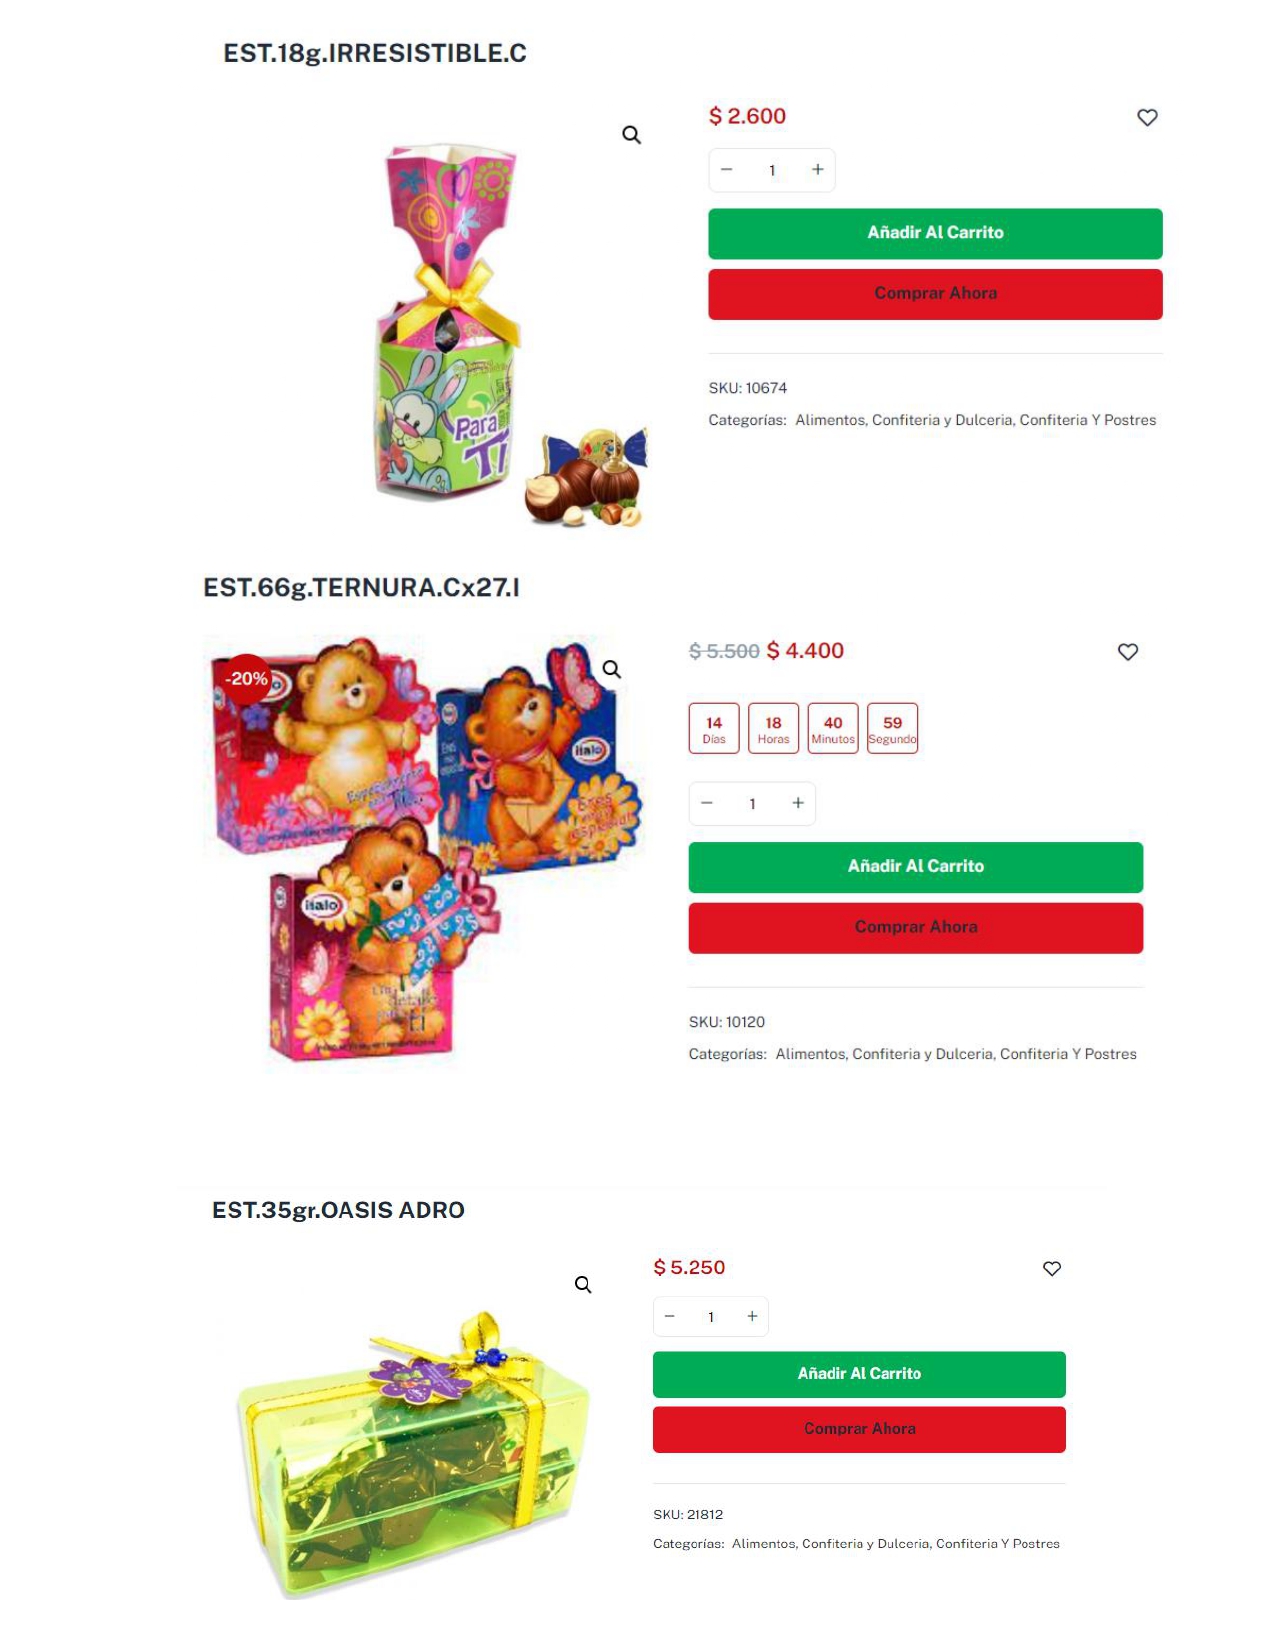 EST.18g.IRRESISTIBLE.C
$ 2.600
− 1 +
Añadir Al Carrito
Comprar Ahora
SKU: 10674
Categorías: Alimentos, Confiteria y Dulceria, Confiteria Y Postres
Para
Ti
EST.66g.TERNURA.Cx27.I
-20%
$ 5.500 $ 4.400
14 18 40 59
Días Horas Minutos Segundo
− 1 +
Añadir Al Carrito
Comprar Ahora
SKU: 10120
Categorías: Alimentos, Confiteria y Dulceria, Confiteria Y Postres
italo
Eres
especial
italo
Un
detalle
EST.35gr.OASIS ADRO
$ 5.250
− 1 +
Añadir Al Carrito
Comprar Ahora
SKU: 21812
Categorías: Alimentos, Confiteria y Dulceria, Confiteria Y Postres